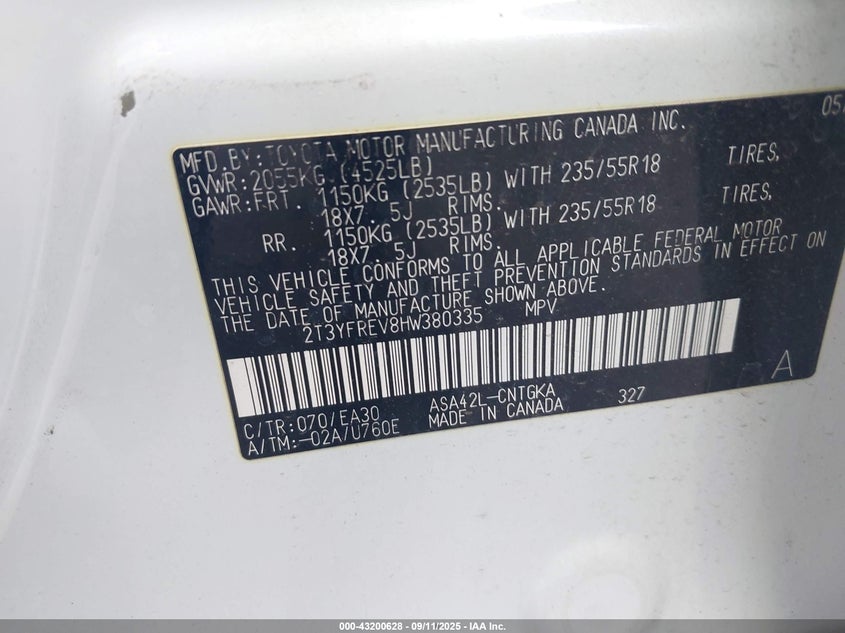 05/
MFD. BY: TOYOTA MOTOR MANUFACTURING CANADA INC.
GVWR: 2055KG (4525LB)
GAWR: FRT. 1150KG (2535LB) WITH 235/55R18 TIRES,
18X7. 5J RIMS.
RR. 1150KG (2535LB) WITH 235/55R18 TIRES,
18X7. 5J RIMS.
THIS VEHICLE CONFORMS TO ALL APPLICABLE FEDERAL MOTOR
VEHICLE SAFETY AND THEFT PREVENTION STANDARDS IN EFFECT ON
THE DATE OF MANUFACTURE SHOWN ABOVE.
2T3YFREV8HW380335 MPV
A
C/TR: 070/EA30 ASA42L-CNTGKA 327
A/TM: -02A/U760E MADE IN CANADA
000-43200628 - 09/11/2025 - IAA Inc.